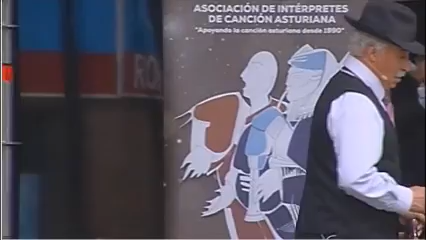 ASOCIACIÓN DE INTÉRPRETES
DE CANCIÓN ASTURIANA
"Apoyando la canción asturiana desde 1990"